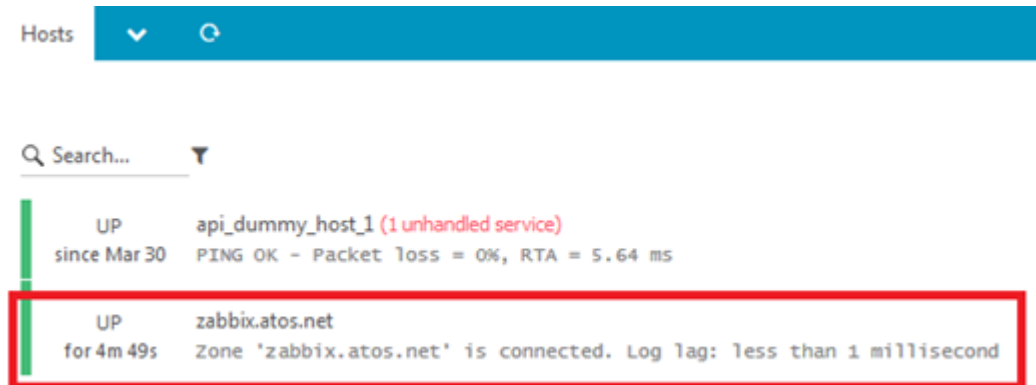 Hosts
Search...
UP api_dummy_host_1 (1 unhandled service)
since Mar 30 PING OK - Packet loss = 0%, RTA = 5.64 ms
UP zabbix.atos.net
for 4m 49s Zone 'zabbix.atos.net' is connected. Log lag: less than 1 millisecond